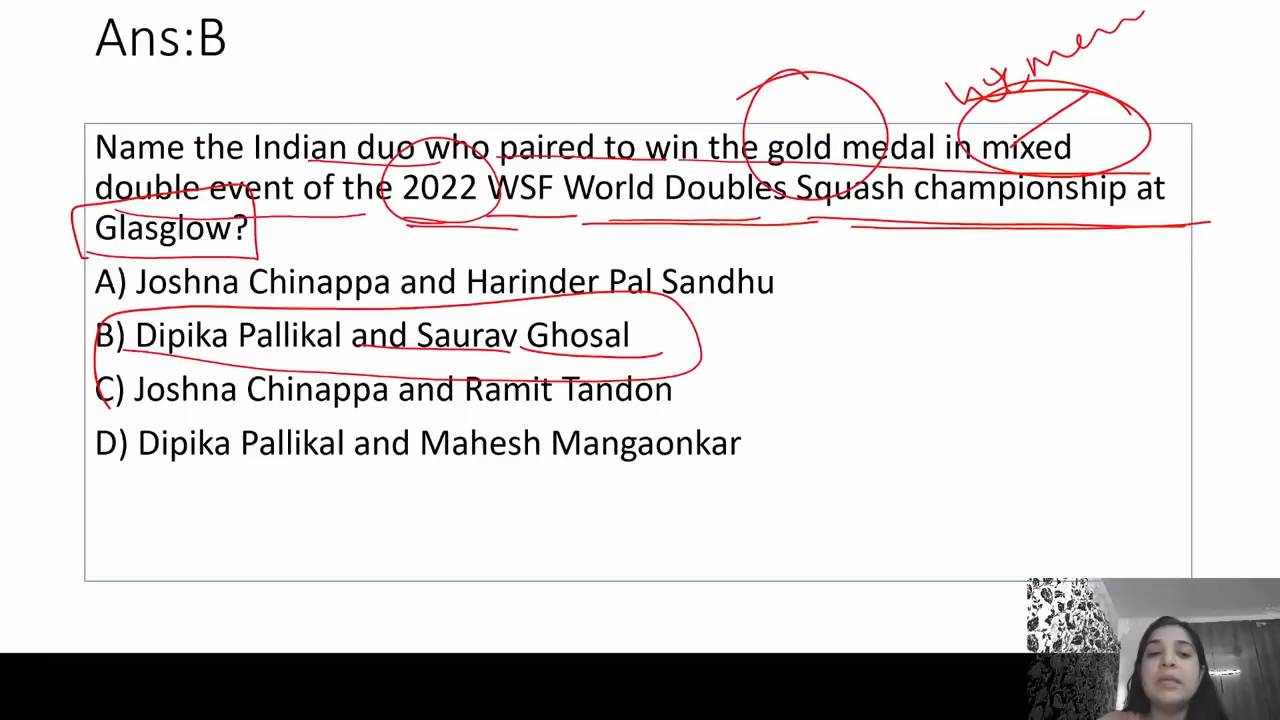 Ans:B
women
Name the Indian duo who paired to win the gold medal in mixed
double event of the 2022 WSF World Doubles Squash championship at
Glasglow?
A) Joshna Chinappa and Harinder Pal Sandhu
B) Dipika Pallikal and Saurav Ghosal
C) Joshna Chinappa and Ramit Tandon
D) Dipika Pallikal and Mahesh Mangaonkar